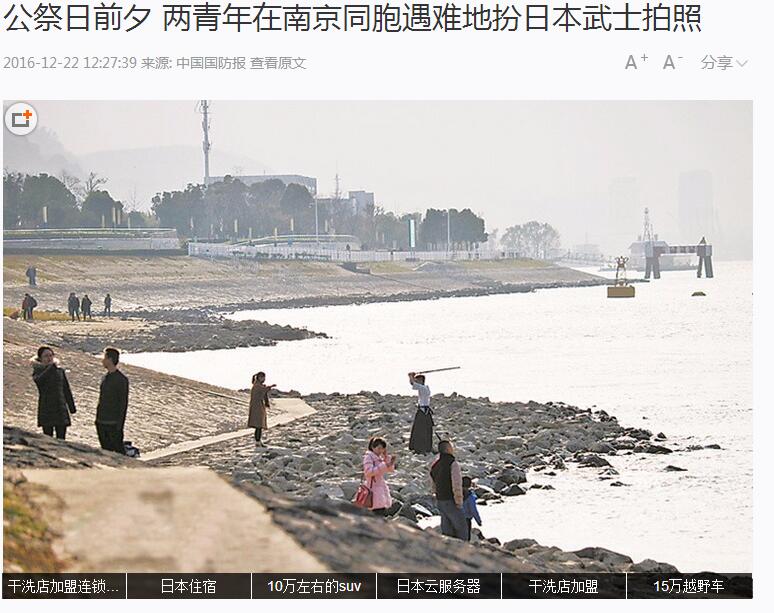 公祭日前夕 两青年在南京同胞遇难地扮日本武士拍照
2016-12-22 12:27:39 来源: 中国国防报 查看原文 A+ A- 分享
干洗店加盟连锁... 日本住宿 10万左右的suv 日本云服务器 干洗店加盟 15万越野车